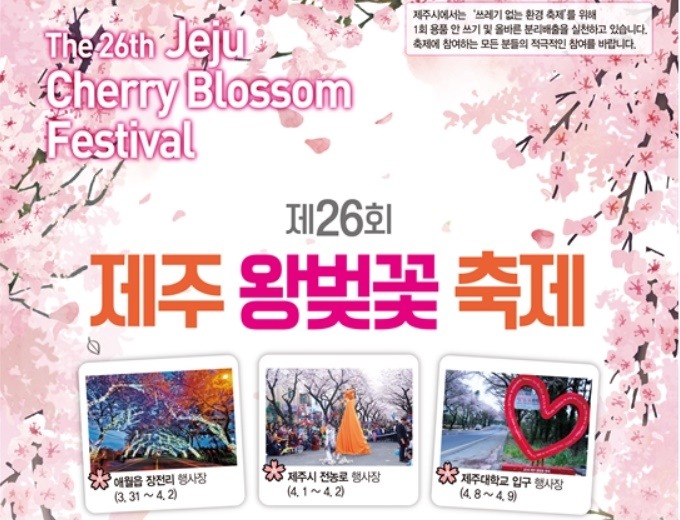 The 26th Jeju
Cherry Blossom
Festival
제주시에서는 '쓰레기 없는 환경 축제'를 위해
1회 용품 안 쓰기 및 올바른 분리배출을 실천하고 있습니다.
축제에 참여하는 모든 분들의 적극적인 참여를 바랍니다.
제26회
제주 왕벚꽃 축제
애월읍 장전리 행사장
(3. 31 ~ 4. 2)
제주시 전농로 행사장
(4. 1 ~ 4. 2)
제주대학교 입구 행사장
(4. 8 ~ 4. 9)